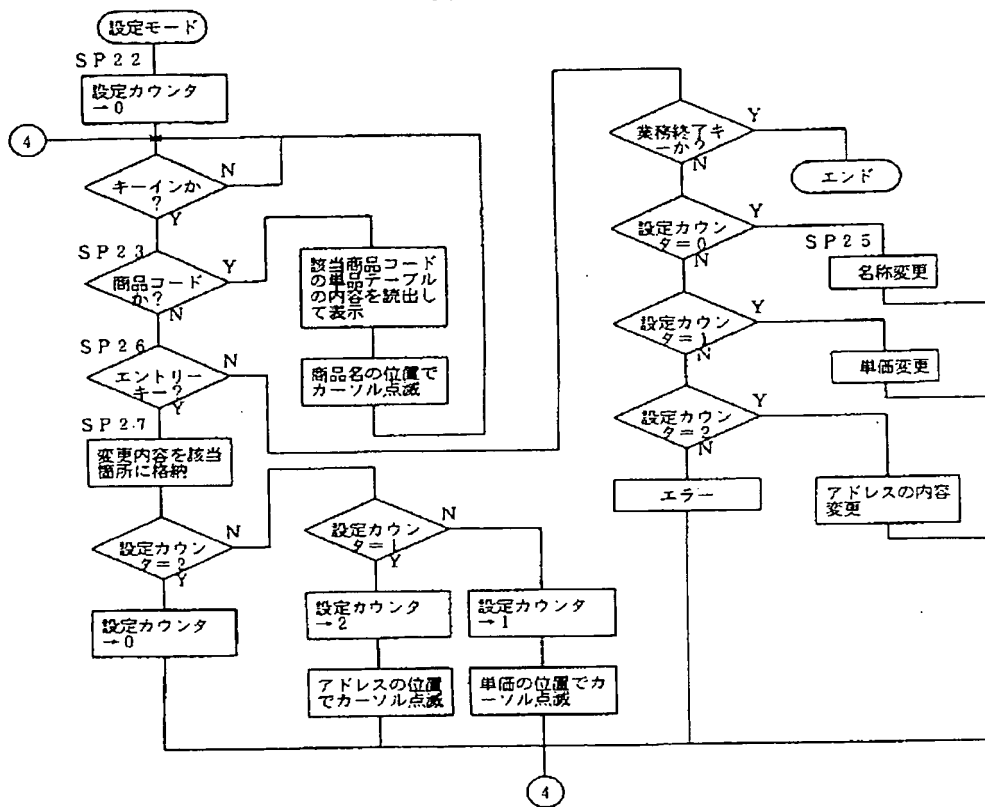 設定モード
SP22
設定カウンタ
→0
4
キーインか
?
N
Y
SP23
商品コード
か?
Y
N
該当商品コード
の単品テーブル
の内容を読出し
て表示
商品名の位置で
カーソル点滅
SP26
エントリー
キー?
N
Y
SP27
変更内容を該当
箇所に格納
設定カウン
タ=2
N
Y
設定カウンタ
→0
設定カウン
タ=1
N
Y
設定カウンタ
→2
アドレスの位置
でカーソル点滅
設定カウンタ
→1
単価の位置でカ
ーソル点滅
業務終了キ
ーか?
Y
N
エンド
設定カウン
タ=0
Y
N
SP25
名称変更
設定カウン
タ=1
Y
N
単価変更
設定カウン
タ=2
Y
N
エラー
アドレスの内容
変更
4